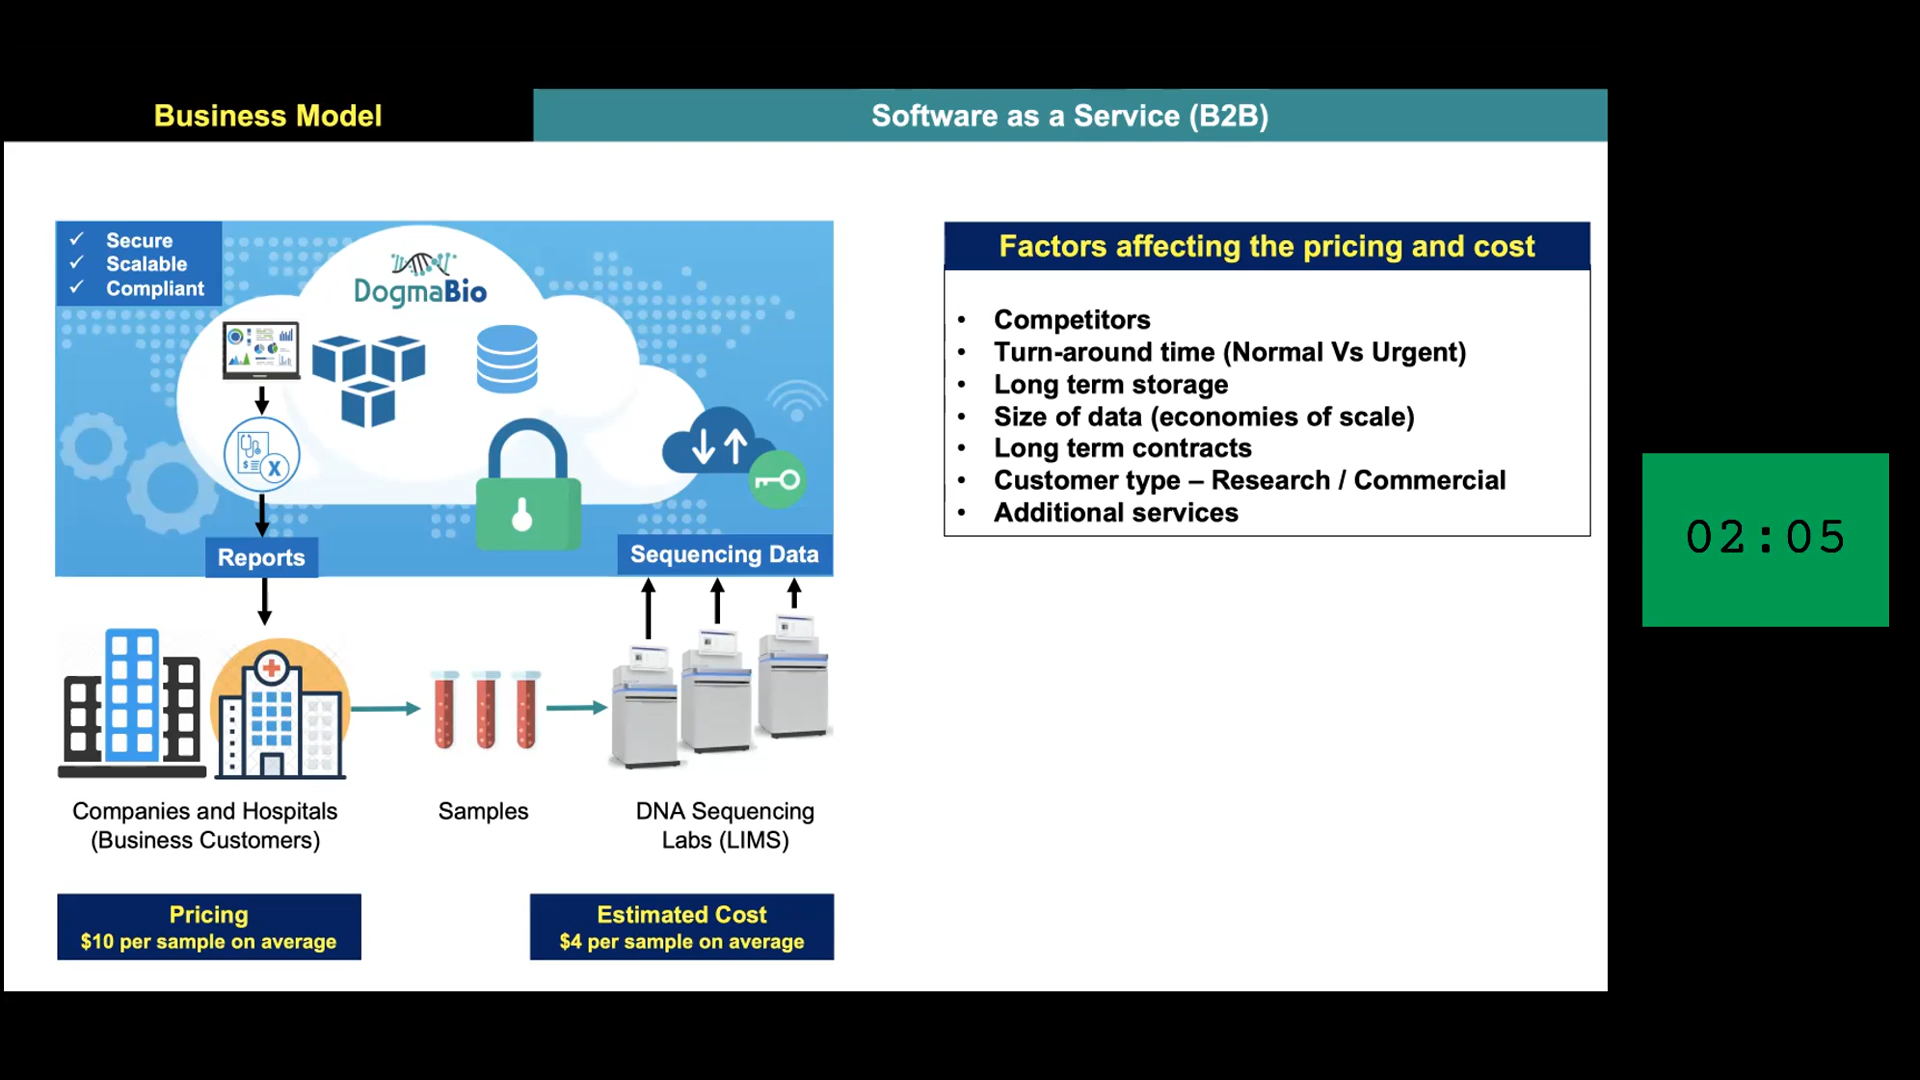 Business Model
Software as a Service (B2B)
✓ Secure
✓ Scalable
✓ Compliant
DogmaBio
X
$
Reports
Sequencing Data
Companies and Hospitals
(Business Customers)
Samples
DNA Sequencing
Labs (LIMS)
Pricing
$10 per sample on average
Estimated Cost
$4 per sample on average
Factors affecting the pricing and cost
• Competitors
• Turn-around time (Normal Vs Urgent)
• Long term storage
• Size of data (economies of scale)
• Long term contracts
• Customer type – Research / Commercial
• Additional services
02:05